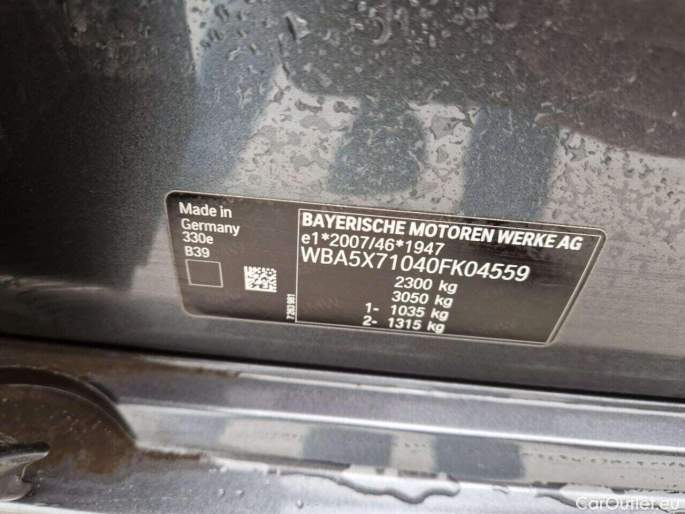 Made in
Germany
330e
B39
BAYERISCHE MOTOREN WERKE AG
e1*2007/46*1947
WBA5X71040FK04559
2300 kg
3050 kg
1- 1035 kg
2- 1315 kg
CarOutlet.eu